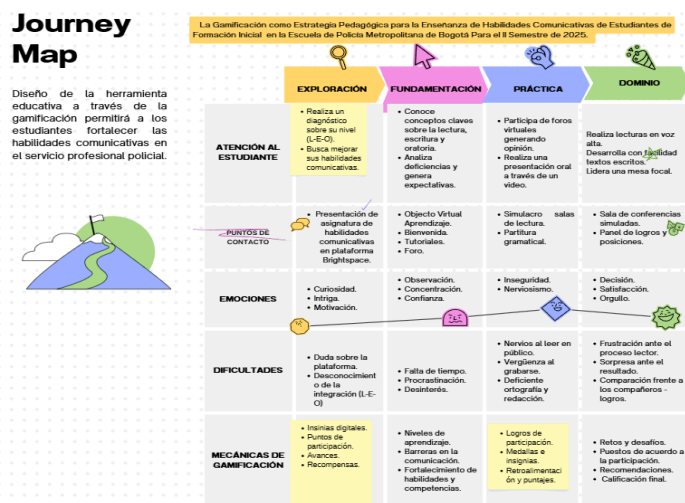 Journey
Map
La Gamificación como Estrategia Pedagógica para la Enseñanza de Habilidades Comunicativas de Estudiantes de
Formación Inicial en la Escuela de Policía Metropolitana de Bogotá Para el II Semestre de 2025.
Diseño de la herramienta
educativa a través de la
gamificación permitirá a los
estudiantes fortalecer las
habilidades comunicativas en
el servicio profesional policial.
EXPLORACIÓN
FUNDAMENTACIÓN
PRÁCTICA
DOMINIO
ATENCIÓN AL
ESTUDIANTE
• Realiza un
diagnóstico
sobre su nivel
(L-E-O).
• Busca mejorar
sus habilidades
comunicativas.
• Conoce
conceptos claves
sobre la lectura,
escritura y
oratoria.
• Analiza
deficiencias y
genera
expectativas.
• Participa de foros
virtuales
generando
opinión.
• Realiza una
presentación oral
a través de un
video.
Realiza lecturas en voz
alta.
Desarrolla con facilidad
textos escritos.
Lidera una mesa focal.
PUNTOS DE
CONTACTO
• Presentación de
asignatura de
habilidades
comunicativas
en plataforma
Brightspace.
• Objecto Virtual
Aprendizaje.
• Bienvenida.
• Tutoriales.
• Foro.
• Simulacro salas
de lectura.
• Partitura
gramatical.
• Sala de conferencias
simuladas.
• Panel de logros y
posiciones.
EMOCIONES
• Curiosidad.
• Intriga.
• Motivación.
• Observación.
• Concentración.
• Confianza.
• Inseguridad.
• Nerviosismo.
• Decisión.
• Satisfacción.
• Orgullo.
DIFICULTADES
• Duda sobre la
plataforma.
• Desconocimient
o de la
integración (L-E-
O)
• Falta de tiempo.
• Procrastinación.
• Desinterés.
• Nervios al leer en
público.
• Vergüenza al
grabarse.
• Deficiente
ortografía y
redacción.
• Frustración ante el
proceso lector.
• Sorpresa ante el
resultado.
• Comparación frente a
los compañeros -
logros.
MECÁNICAS DE
GAMIFICACIÓN
• Insinias digitales.
• Puntos de
participación.
• Avances.
• Recompensas.
• Niveles de
aprendizaje.
• Barreras en la
comunicación.
• Fortalecimiento de
habilidades y
competencias.
• Logros de
participación.
• Medallas e
insignias.
• Retroalimentaci
ón y puntajes.
• Retos y desafíos.
• Puestos de acuerdo a
la participación.
• Recomendaciones.
• Calificación final.